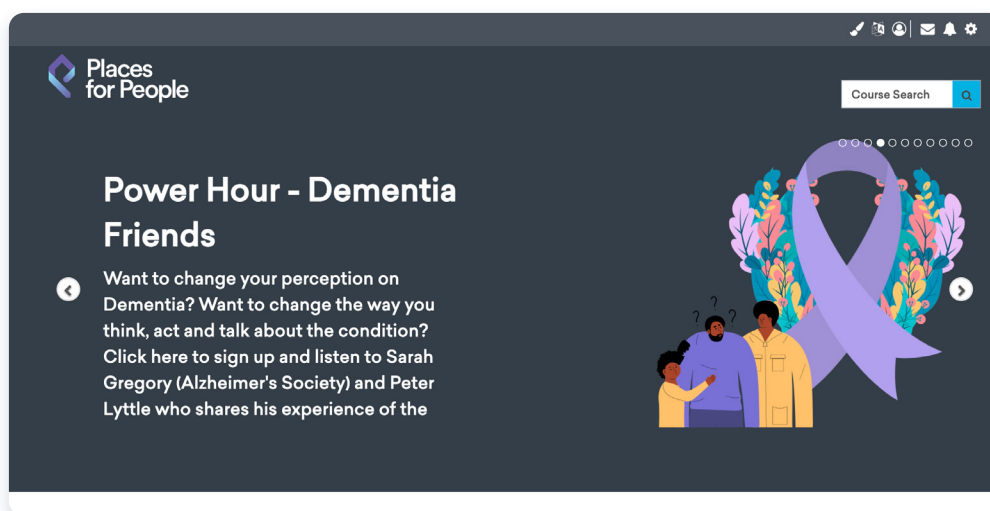 Places
for People
Course Search
Power Hour - Dementia
Friends
Want to change your perception on
Dementia? Want to change the way you
think, act and talk about the condition?
Click here to sign up and listen to Sarah
Gregory (Alzheimer's Society) and Peter
Lyttle who shares his experience of the
? ? ?